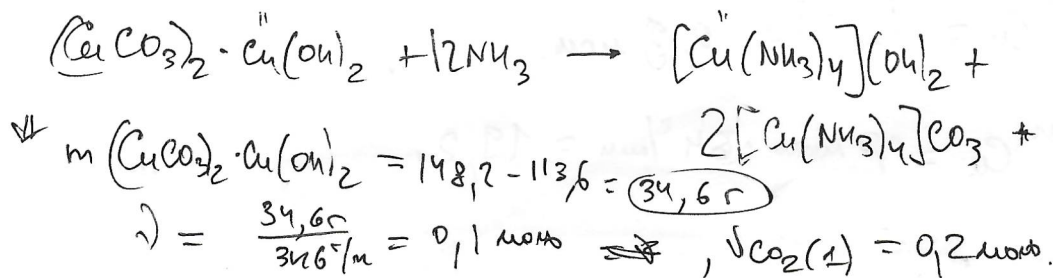 (CuCO₃)₂ · Cu(OH)₂ + 12NH₃ → [Cu(NH₃)₄](OH)₂ +
2[Cu(NH₃)₄]CO₃ *
⇓ m(CuCO₃)₂·Cu(OH)₂ = 148,2 - 113,6 = 34,6 г
ν = 34,6г / 346 г/м = 0,1 моль ⇒ , νCO₂(1) = 0,2 моль.